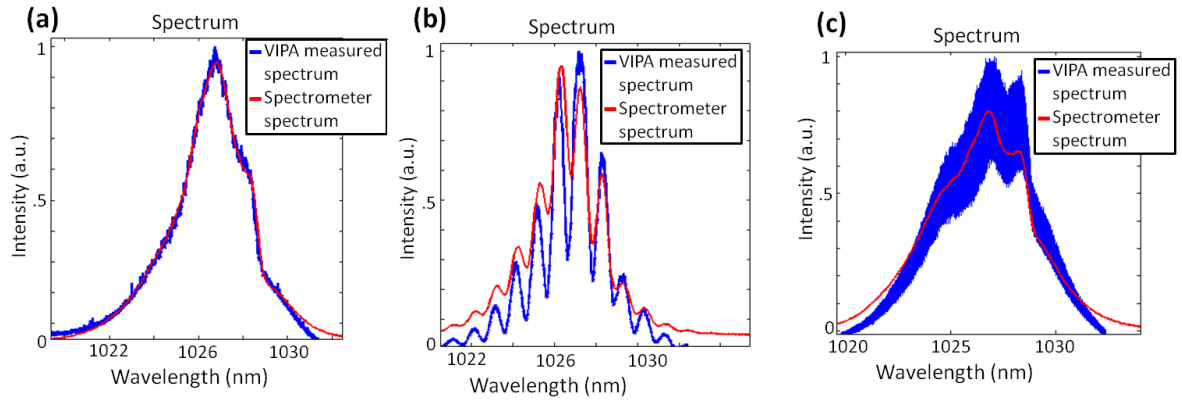 (a)
Spectrum
1
.5
0
Intensity (a.u.)
VIPA measured
spectrum
Spectrometer
spectrum
1022
1026
1030
Wavelength (nm)
(b)
Spectrum
1
.5
0
Intensity (a.u.)
VIPA measured
spectrum
Spectrometer
spectrum
1022
1026
1030
Wavelength (nm)
(c)
Spectrum
1
.5
0
Intensity (a.u.)
VIPA measured
spectrum
Spectrometer
spectrum
1020
1025
1030
Wavelength (nm)